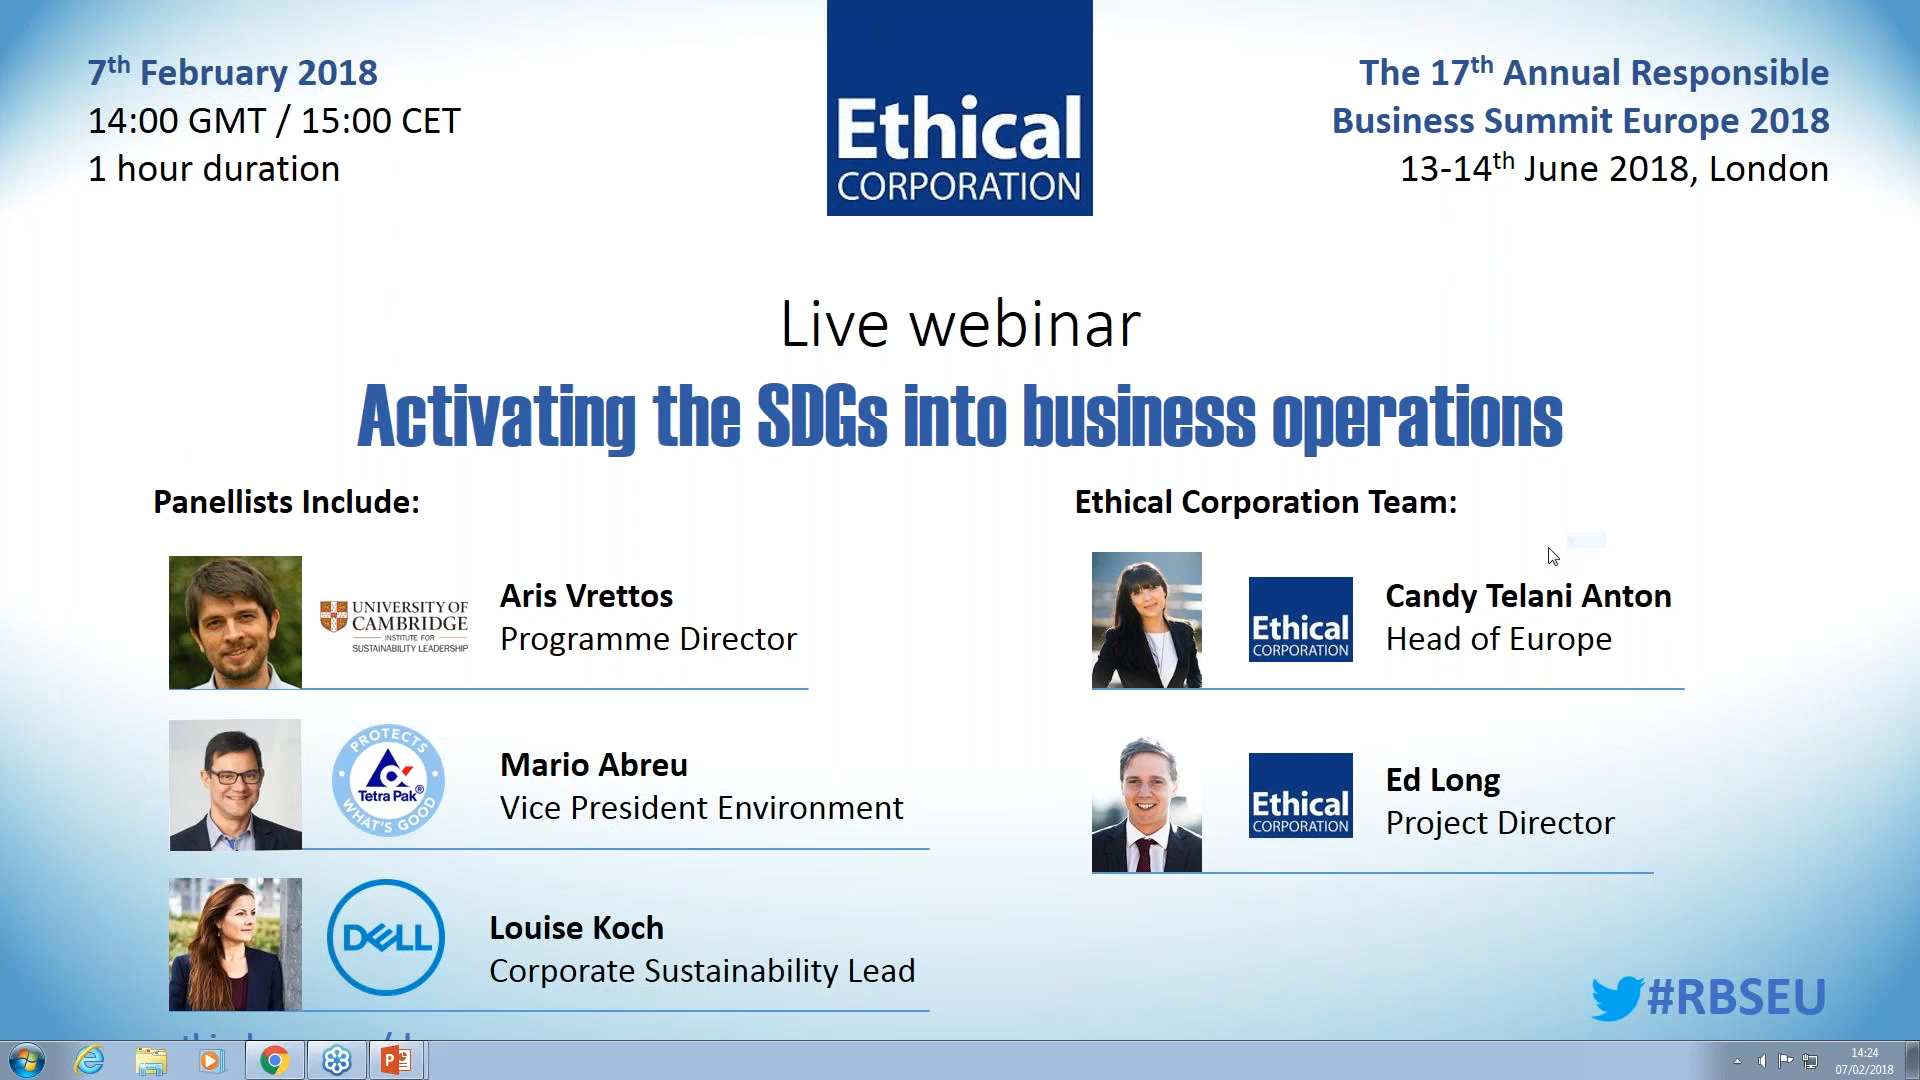 7th February 2018
14:00 GMT / 15:00 CET
1 hour duration
Ethical
CORPORATION
The 17th Annual Responsible
Business Summit Europe 2018
13-14th June 2018, London
Live webinar
Activating the SDGs into business operations
Panellists Include:
UNIVERSITY OF
CAMBRIDGE
INSTITUTE FOR
SUSTAINABILITY LEADERSHIP
Aris Vrettos
Programme Director
PROTECTS
Tetra Pak®
WHAT'S GOOD
Mario Abreu
Vice President Environment
DELL
Louise Koch
Corporate Sustainability Lead
Ethical Corporation Team:
Ethical
CORPORATION
Candy Telani Anton
Head of Europe
Ethical
CORPORATION
Ed Long
Project Director
#RBSEU
14:24
07/02/2018